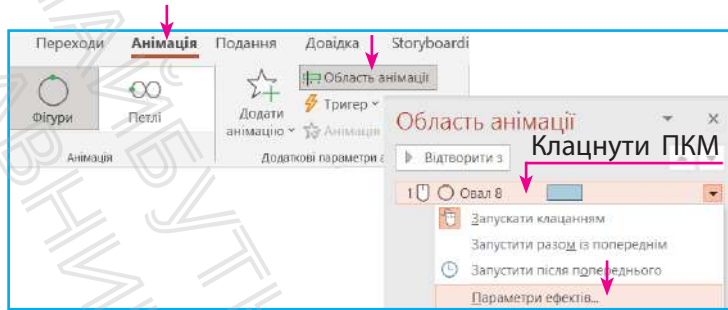 Переходи Анімація Подання Довідка Storyboardi
Фігури Петлі Додати анімацію Область анімації
Тригер
Анімація
Анімація Додаткові параметри а
Область анімації
Відтворити з Клацнути ПКМ
1 Овал 8
Запускати клацанням
Запустити разом із попереднім
Запустити після попереднього
Параметри ефектів...